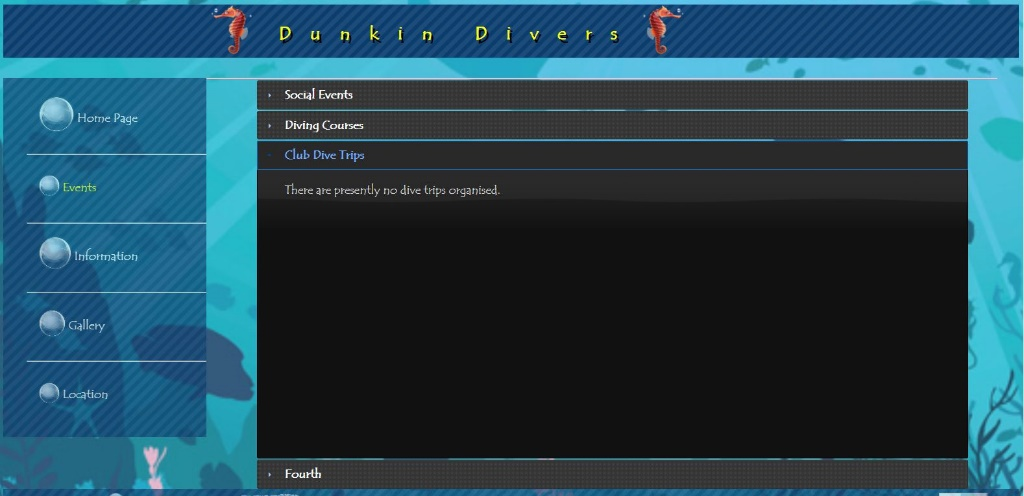 Dunkin Divers
Home Page
Events
Information
Gallery
Location
Social Events
Diving Courses
Club Dive Trips
There are presently no dive trips organised.
Fourth